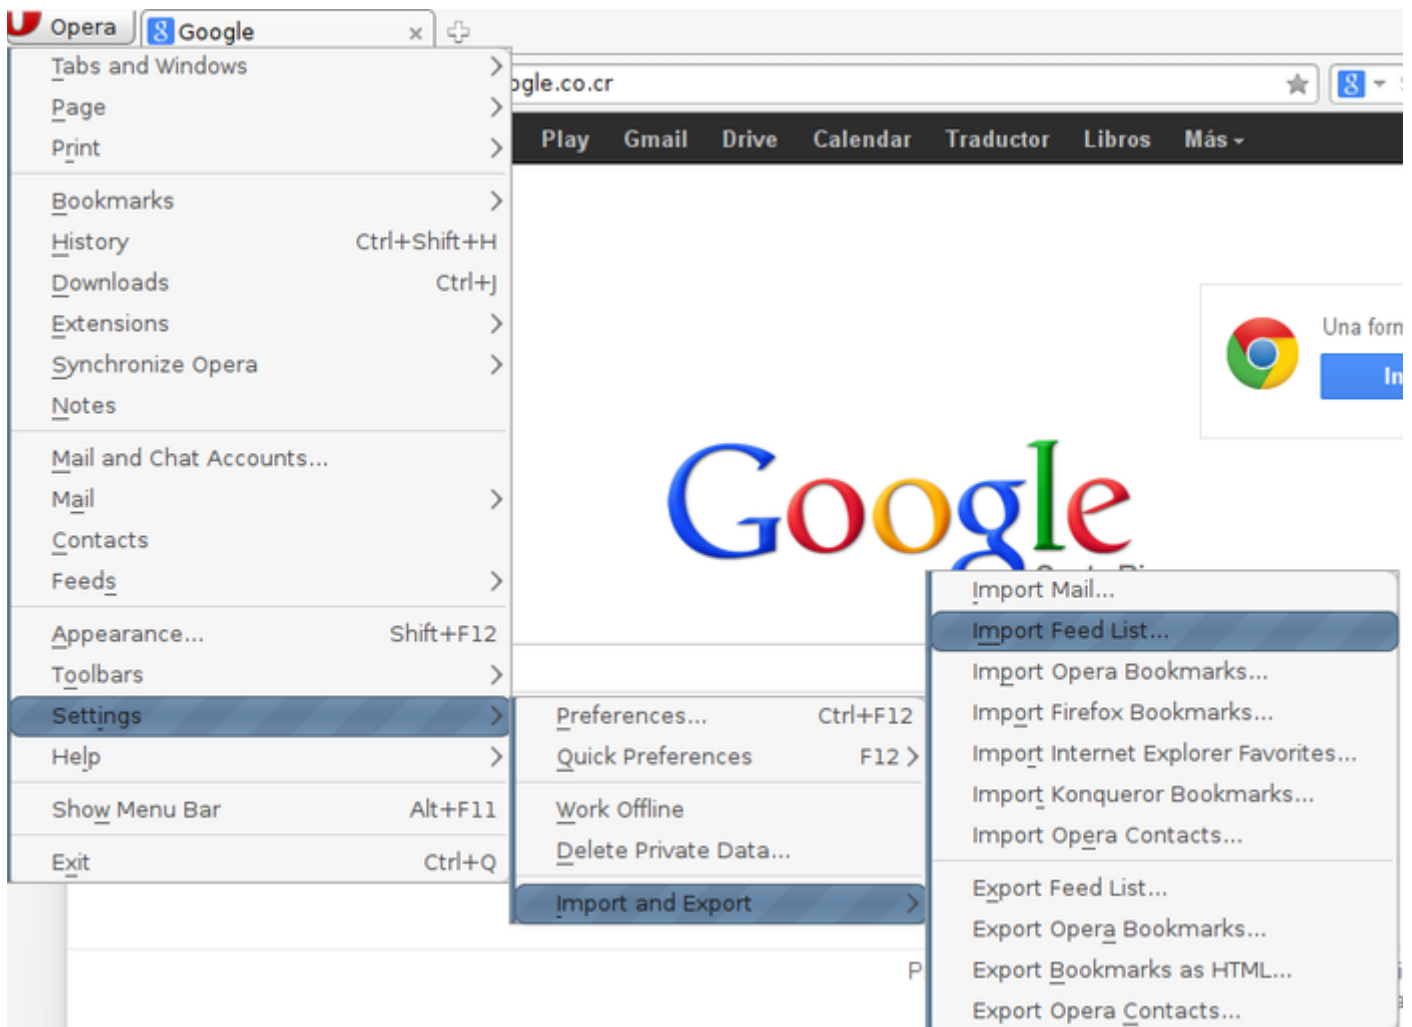 Opera
Google
Tabs and Windows
Page
Print
Bookmarks
History Ctrl+Shift+H
Downloads Ctrl+J
Extensions
Synchronize Opera
Notes
Mail and Chat Accounts...
Mail
Contacts
Feeds
Appearance... Shift+F12
Toolbars
Settings
Help
Show Menu Bar Alt+F11
Exit Ctrl+Q
ogle.co.cr
Play Gmail Drive Calendar Traductor Libros Más
Una
Google
Preferences... Ctrl+F12
Quick Preferences F12
Work Offline
Delete Private Data...
Import and Export
Import Mail...
Import Feed List...
Import Opera Bookmarks...
Import Firefox Bookmarks...
Import Internet Explorer Favorites...
Import Konqueror Bookmarks...
Import Opera Contacts...
Export Feed List...
Export Opera Bookmarks...
Export Bookmarks as HTML...
Export Opera Contacts...